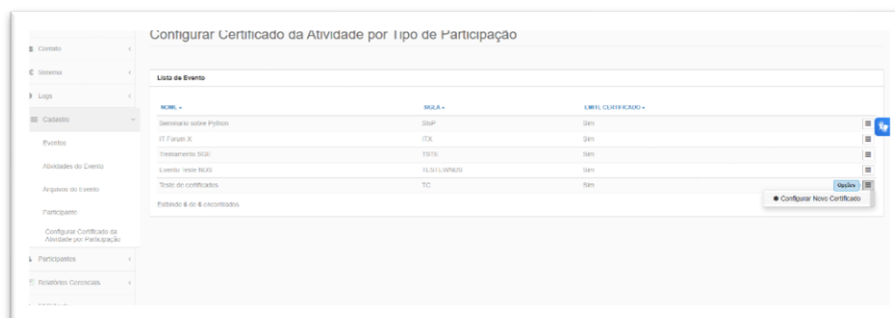 Configurar Certificado da Atividade por Tipo de Participação
Contato
Sistema
Logs
Cadastro
Eventos
Atividades do Evento
Arquivos do Evento
Participante
Configurar Certificado da
Atividade por Participação
Participantes
Relatórios Gerenciais
Lista de Evento
NOME SIGLA EMITE CERTIFICADO
Seminário sobre Python SNP Sim
IT Forum X ITX Sim
Treinamento SGE TSTE Sim
Evento Teste NDS Sim
Teste de certificados TC Sim Opções
Configurar Novo Certificado
Exibindo 6 de 6 encontrados